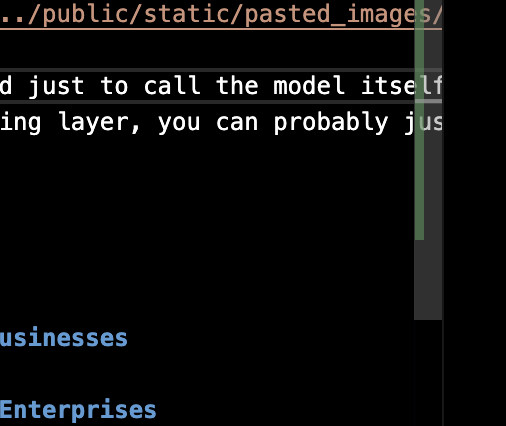 ../public/static/pasted_images/
d just to call the model itself
ing layer, you can probably jus
usinesses
Enterprises